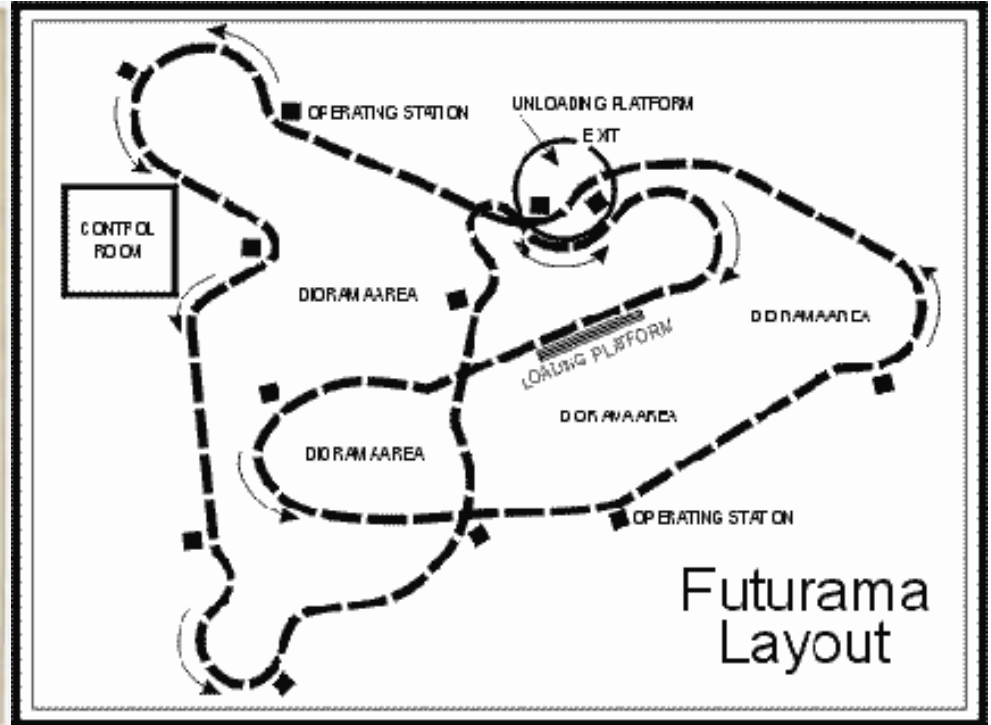 OPERATING STATION
UNLOADING PLATFORM
EXIT
CONTROL
ROOM
DIORAMA AREA
DIORAMA AREA
LOADING PLATFORM
DIORAMA AREA
DIORAMA AREA
OPERATING STATION
Futurama
Layout